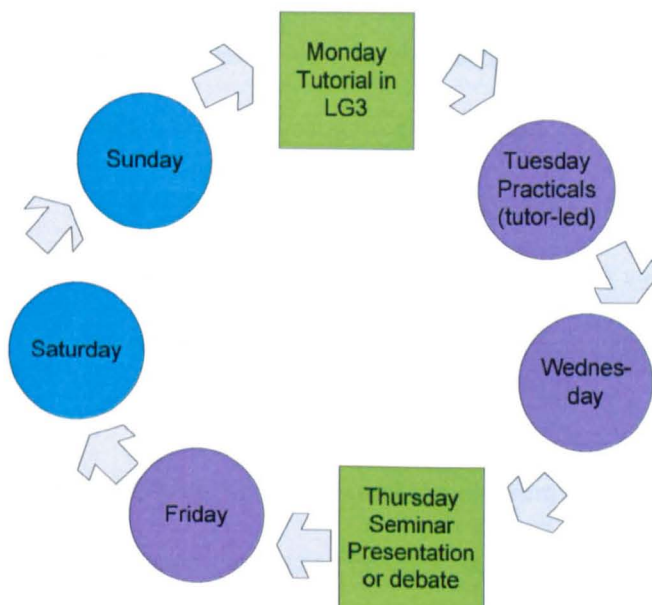 Monday
Tutorial in
LG3
Tuesday
Practicals
(tutor-led)
Wednes-
day
Thursday
Seminar
Presentation
or debate
Friday
Saturday
Sunday